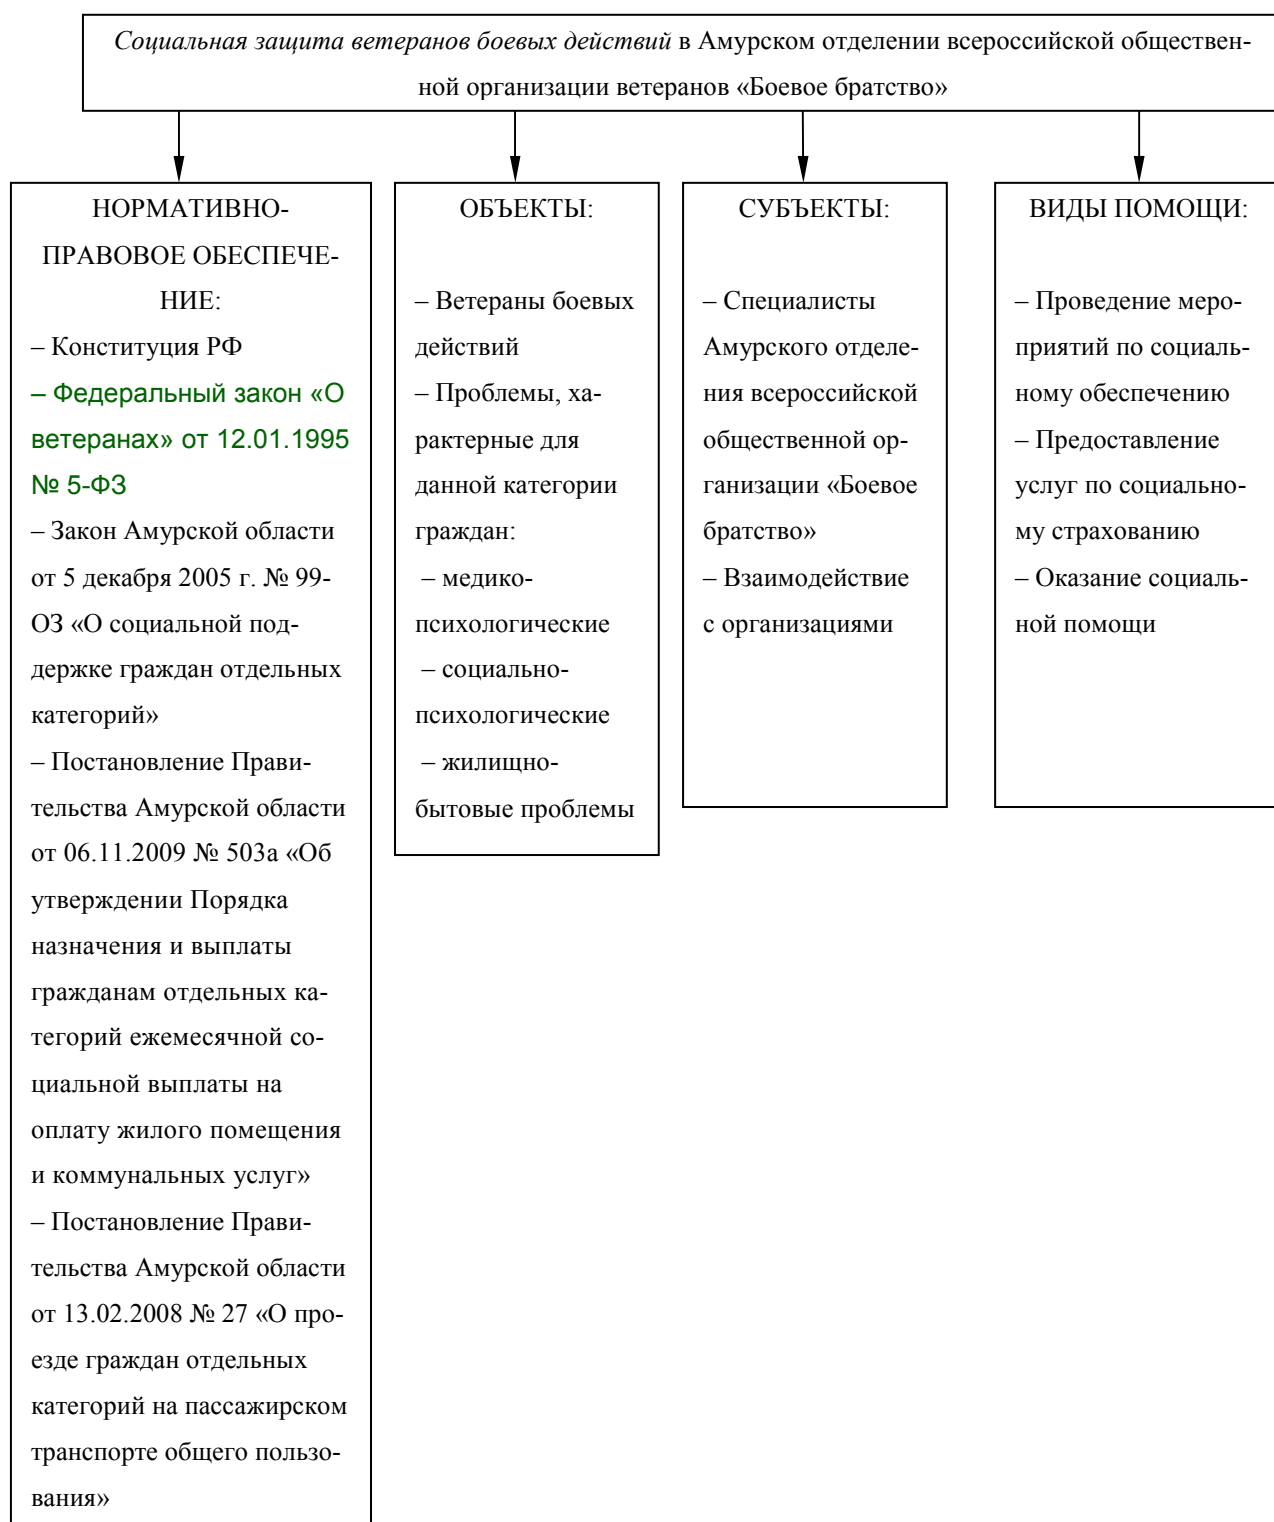 Социальная защита ветеранов боевых действий в Амурском отделении всероссийской обществен-
ной организации ветеранов «Боевое братство»
НОРМАТИВНО-
ПРАВОВОЕ ОБЕСПЕЧЕ-
НИЕ:
– Конституция РФ
– Федеральный закон «О
ветеранах» от 12.01.1995
№ 5-ФЗ
– Закон Амурской области
от 5 декабря 2005 г. № 99-
ОЗ «О социальной под-
держке граждан отдельных
категорий»
– Постановление Прави-
тельства Амурской области
от 06.11.2009 № 503а «Об
утверждении Порядка
назначения и выплаты
гражданам отдельных ка-
тегорий ежемесячной со-
циальной выплаты на
оплату жилого помещения
и коммунальных услуг»
– Постановление Прави-
тельства Амурской области
от 13.02.2008 № 27 «О про-
езде граждан отдельных
категорий на пассажирском
транспорте общего пользо-
вания»
ОБЪЕКТЫ:
– Ветераны боевых
действий
– Проблемы, ха-
рактерные для
данной категории
граждан:
– медико-
психологические
– социально-
психологические
– жилищно-
бытовые проблемы
СУБЪЕКТЫ:
– Специалисты
Амурского отделе-
ния всероссийской
общественной ор-
ганизации «Боевое
братство»
– Взаимодействие
с организациями
ВИДЫ ПОМОЩИ:
– Проведение меро-
приятий по социаль-
ному обеспечению
– Предоставление
услуг по социально-
му страхованию
– Оказание социаль-
ной помощи